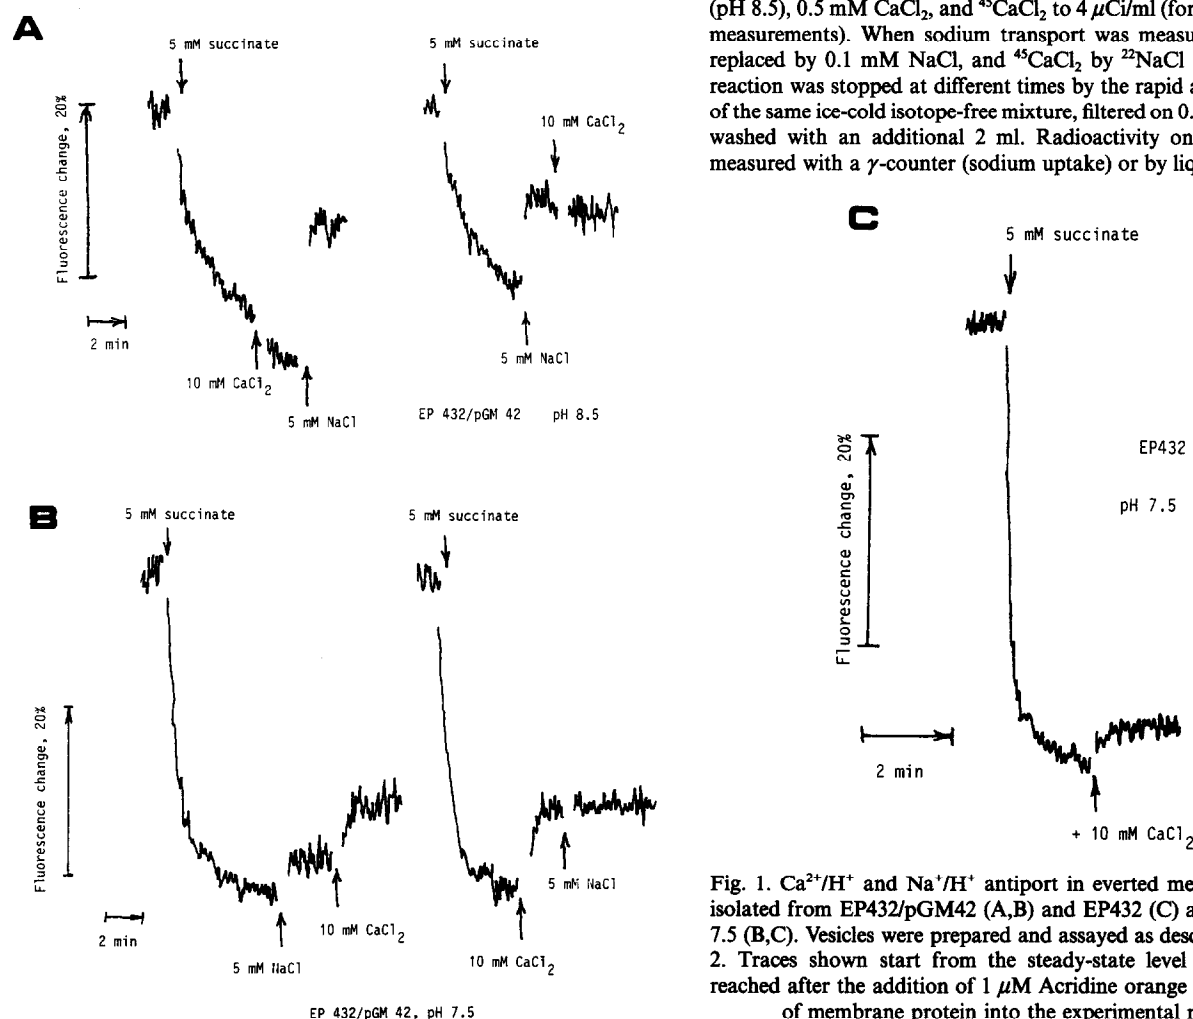 A
5 mM succinate
5 mM succinate
10 mM CaCl2
Fluorescence change, 20%
2 min
10 mM CaCl2
5 mM NaCl
5 mM NaCl
EP 432/pGM 42 pH 8.5
B
5 mM succinate
5 mM succinate
Fluorescence change, 20%
2 min
5 mM NaCl
10 mM CaCl2
10 mM CaCl2
5 mM NaCl
EP 432/pGM 42, pH 7.5
(pH 8.5), 0.5 mM CaCl2, and 45CaCl2 to 4 μCi/ml (for
measurements). When sodium transport was measu
replaced by 0.1 mM NaCl, and 45CaCl2 by 22NaCl
reaction was stopped at different times by the rapid a
of the same ice-cold isotope-free mixture, filtered on 0.
washed with an additional 2 ml. Radioactivity on
measured with a γ-counter (sodium uptake) or by liq
C
5 mM succinate
Fluorescence change, 20%
EP432
pH 7.5
2 min
+ 10 mM CaCl2
Fig. 1. Ca2+/H+ and Na+/H+ antiport in everted me
isolated from EP432/pGM42 (A,B) and EP432 (C) a
7.5 (B,C). Vesicles were prepared and assayed as desc
2. Traces shown start from the steady-state level
reached after the addition of 1 μM Acridine orange
of membrane protein into the experimental r